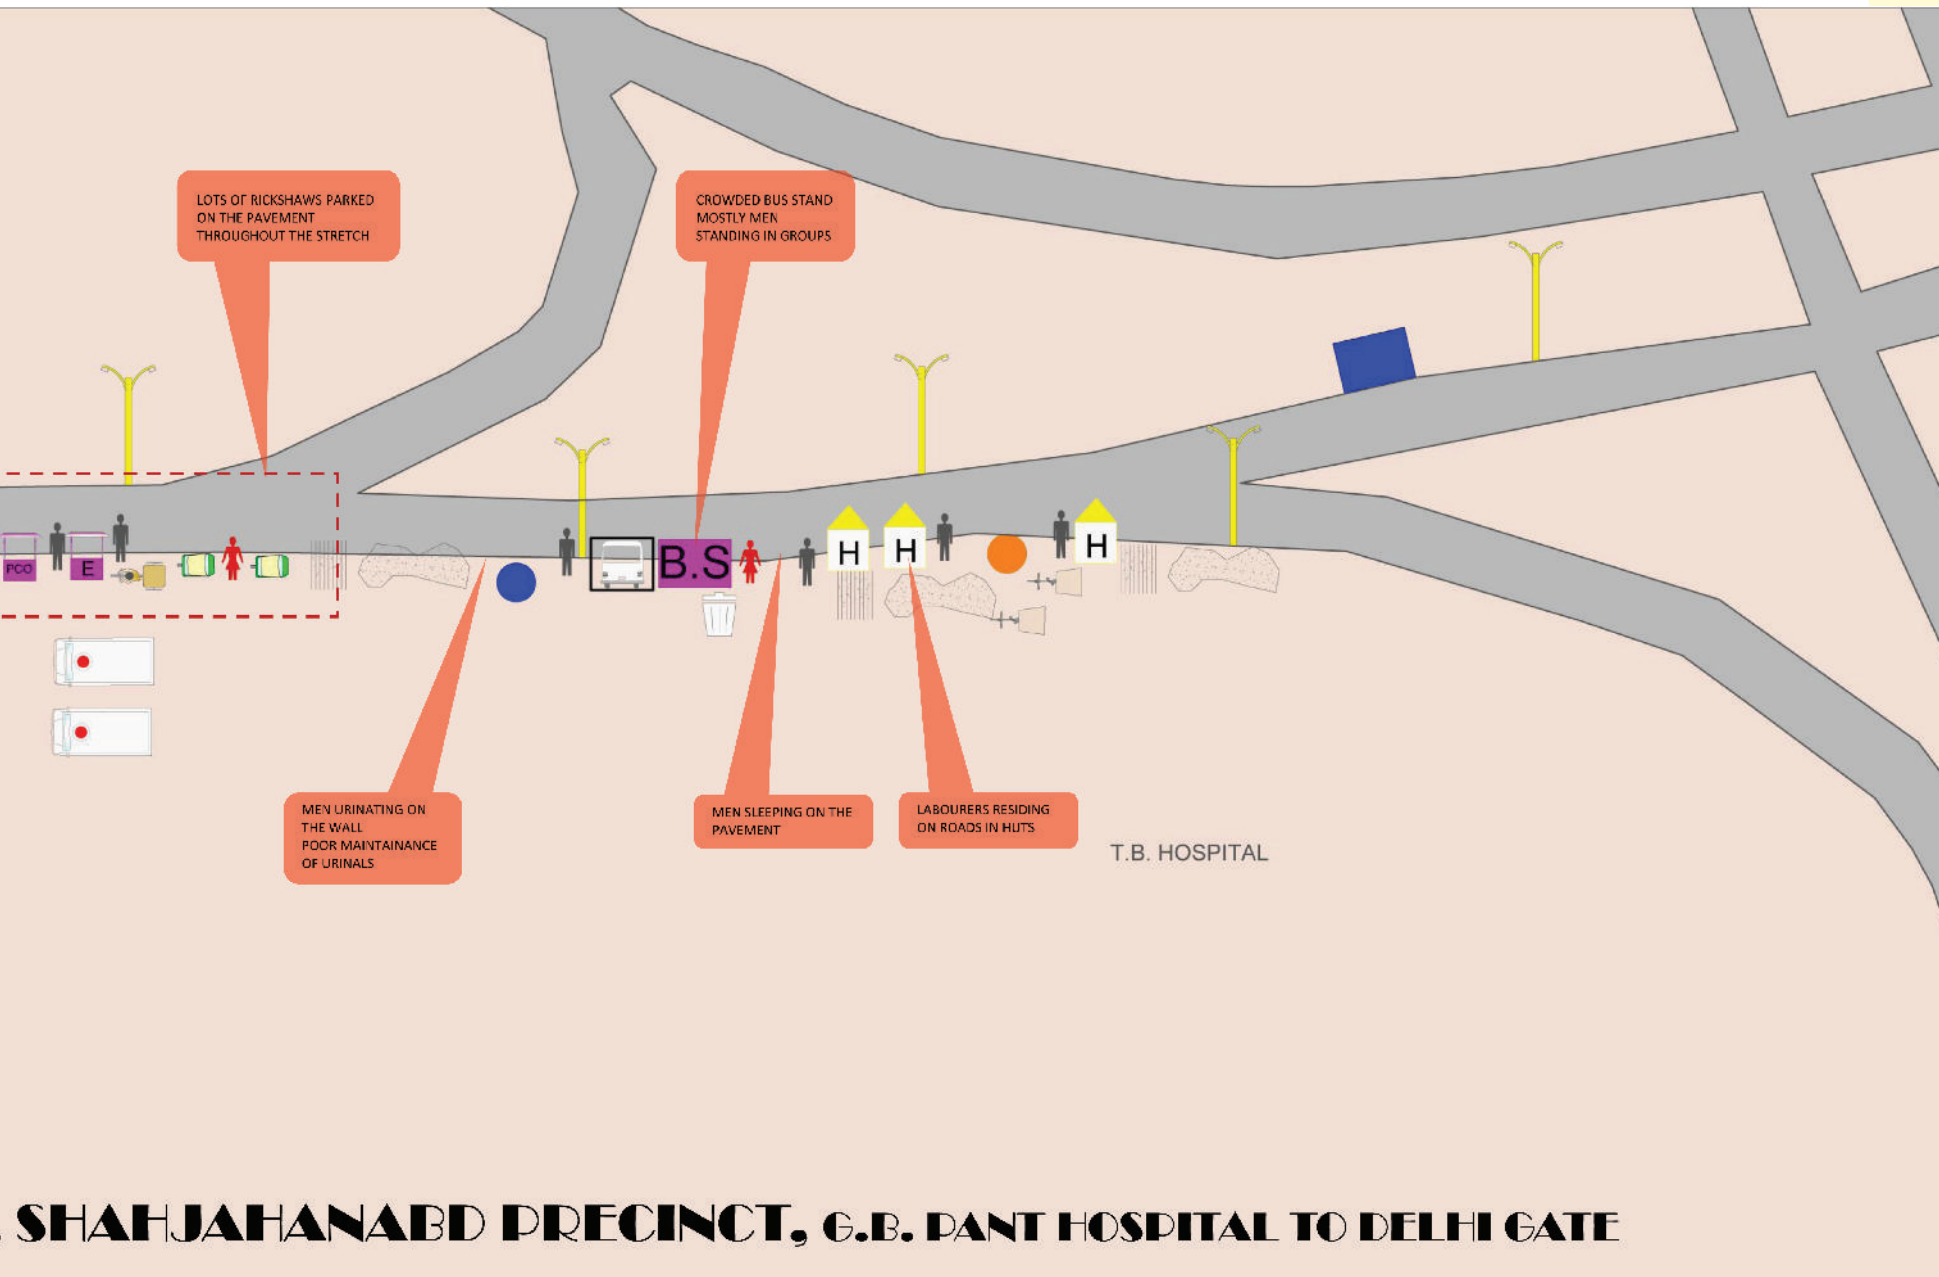 LOTS OF RICKSHAWS PARKED
ON THE PAVEMENT
THROUGHOUT THE STRETCH
CROWDED BUS STAND
MOSTLY MEN
STANDING IN GROUPS
PCO
E
B.S
H
H
H
MEN URINATING ON
THE WALL
POOR MAINTAINANCE
OF URINALS
MEN SLEEPING ON THE
PAVEMENT
LABOURERS RESIDING
ON ROADS IN HUTS
T.B. HOSPITAL
SHAHJAHANABD PRECINCT, G.B. PANT HOSPITAL TO DELHI GATE